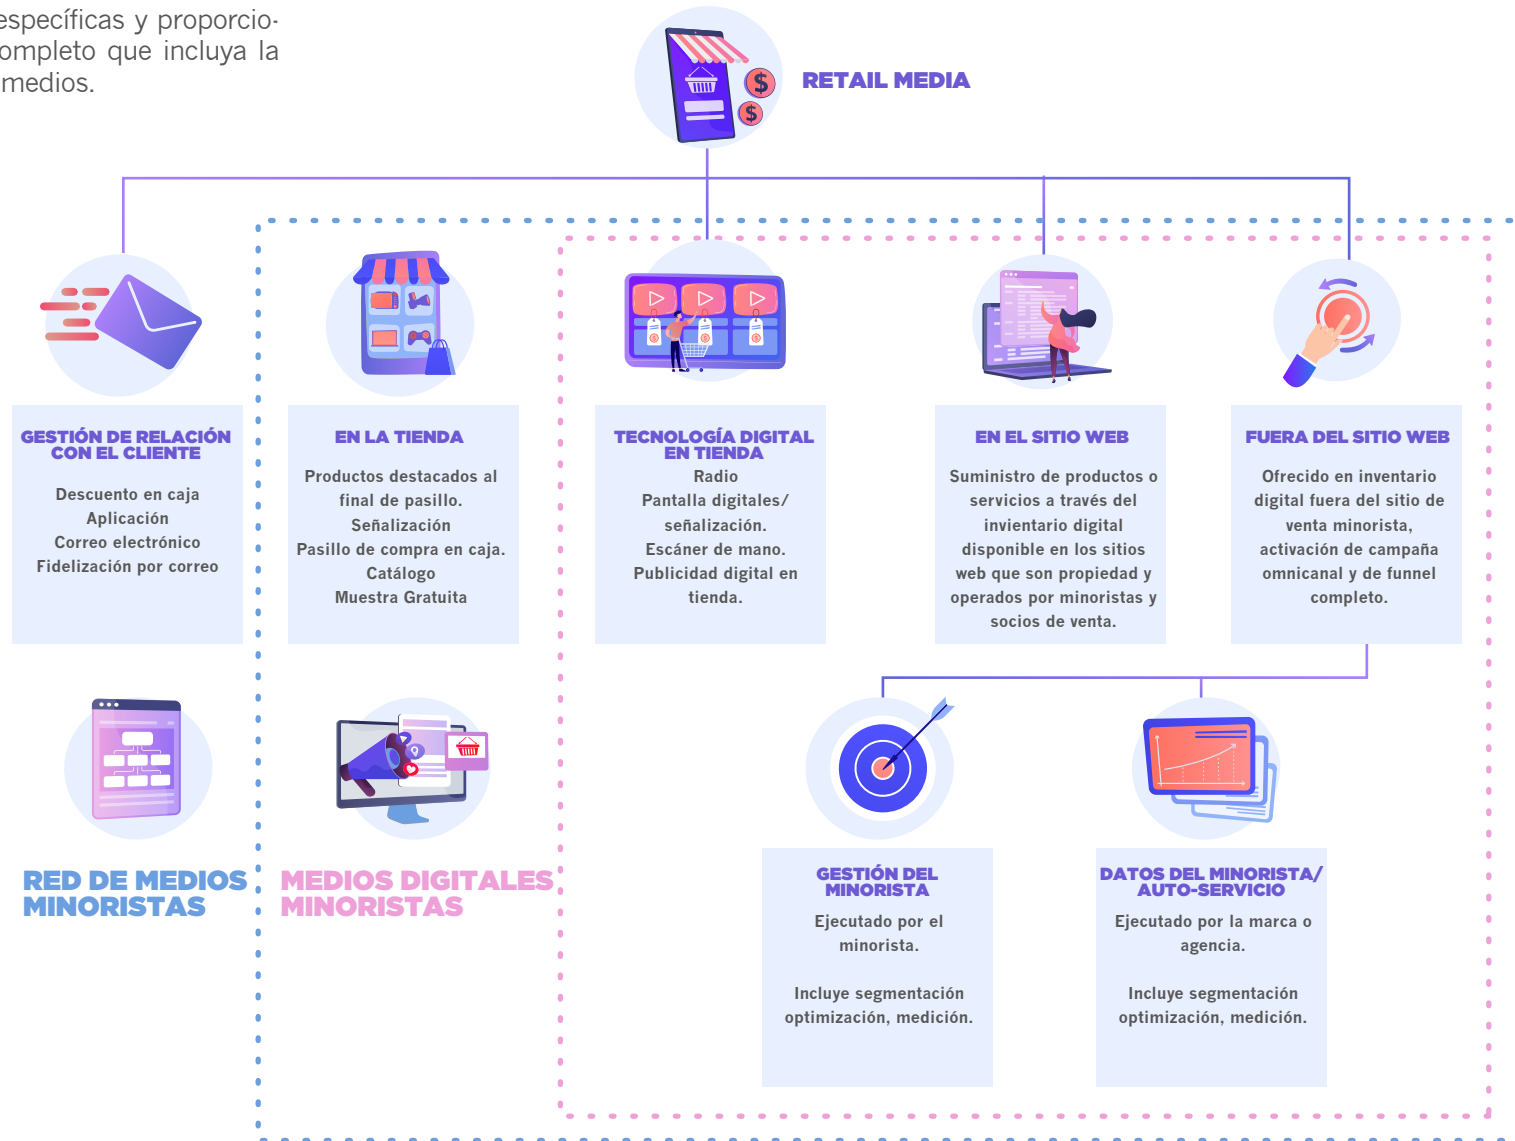 específicas y proporcio-
ompleto que incluya la
medios.
RETAIL MEDIA
GESTIÓN DE RELACIÓN
CON EL CLIENTE
Descuento en caja
Aplicación
Correo electrónico
Fidelización por correo
EN LA TIENDA
Productos destacados al
final de pasillo.
Señalización
Pasillo de compra en caja.
Catálogo
Muestra Gratuita
TECNOLOGÍA DIGITAL
EN TIENDA
Radio
Pantalla digitales/
señalización.
Escáner de mano.
Publicidad digital en
tienda.
EN EL SITIO WEB
Suministro de productos o
servicios a través del
invientario digital
disponible en los sitios
web que son propiedad y
operados por minoristas y
socios de venta.
FUERA DEL SITIO WEB
Ofrecido en inventario
digital fuera del sitio de
venta minorista,
activación de campaña
omnicanal y de funnel
completo.
RED DE MEDIOS
MINORISTAS
MEDIOS DIGITALES
MINORISTAS
GESTIÓN DEL
MINORISTA
Ejecutado por el
minorista.
Incluye segmentación
optimización, medición.
DATOS DEL MINORISTA/
AUTO-SERVICIO
Ejecutado por la marca o
agencia.
Incluye segmentación
optimización, medición.